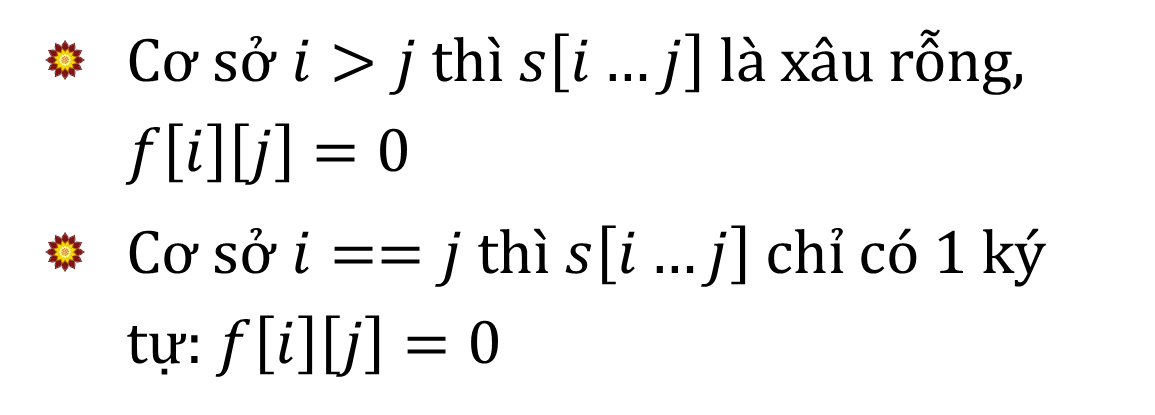 Cơ sở i > j thì s[i ... j] là xâu rỗng,
f[i][j] = 0
Cơ sở i == j thì s[i ... j] chỉ có 1 ký
tự: f[i][j] = 0